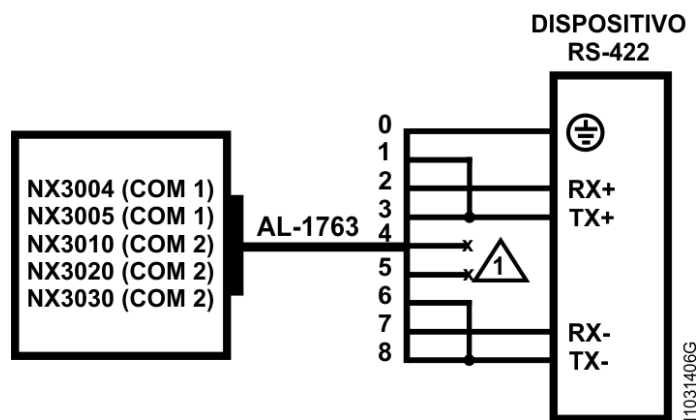 DISPOSITIVO
RS-422
NX3004 (COM 1)
NX3005 (COM 1)
NX3010 (COM 2)
NX3020 (COM 2)
NX3030 (COM 2)
AL-1763
0
1
2
3
4
5
6
7
8
1
RX+
TX+
RX-
TX-
11031406G